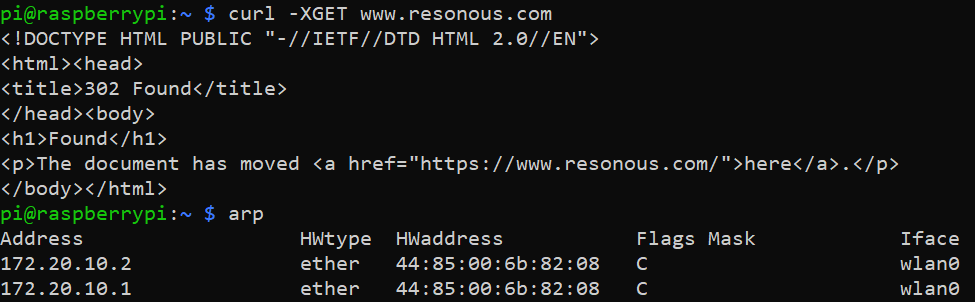 pi@raspberrypi:~ $ curl -XGET www.resonous.com
<!DOCTYPE HTML PUBLIC "-//IETF//DTD HTML 2.0//EN">
<html><head>
<title>302 Found</title>
</head><body>
<h1>Found</h1>
<p>The document has moved <a href="https://www.resonous.com/">here</a>.</p>
</body></html>
pi@raspberrypi:~ $ arp
Address                  HWtype  HWaddress           Flags Mask            Iface
172.20.10.2              ether   44:85:00:6b:82:08   C                     wlan0
172.20.10.1              ether   44:85:00:6b:82:08   C                     wlan0